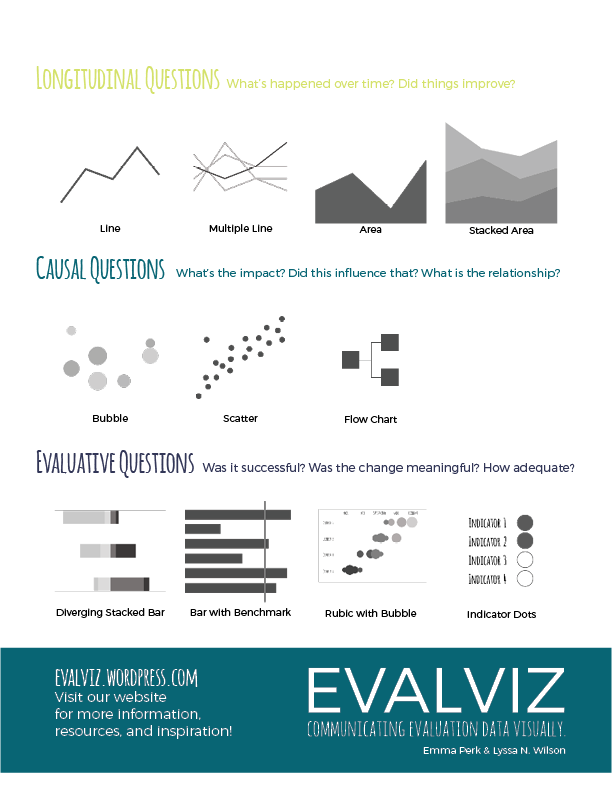 Longitudinal Questions What's happened over time? Did things improve?
Line
Multiple Line
Area
Stacked Area
Causal Questions What's the impact? Did this influence that? What is the relationship?
Bubble
Scatter
Flow Chart
Evaluative Questions Was it successful? Was the change meaningful? How adequate?
Indicator 1
Indicator 2
Indicator 3
Indicator 4
Diverging Stacked Bar
Bar with Benchmark
Rubic with Bubble
Indicator Dots
evalviz.wordpress.com
Visit our website
for more information,
resources, and inspiration!
EVALVIZ
Communicating evaluation data visually.
Emma Perk & Lyssa N. Wilson